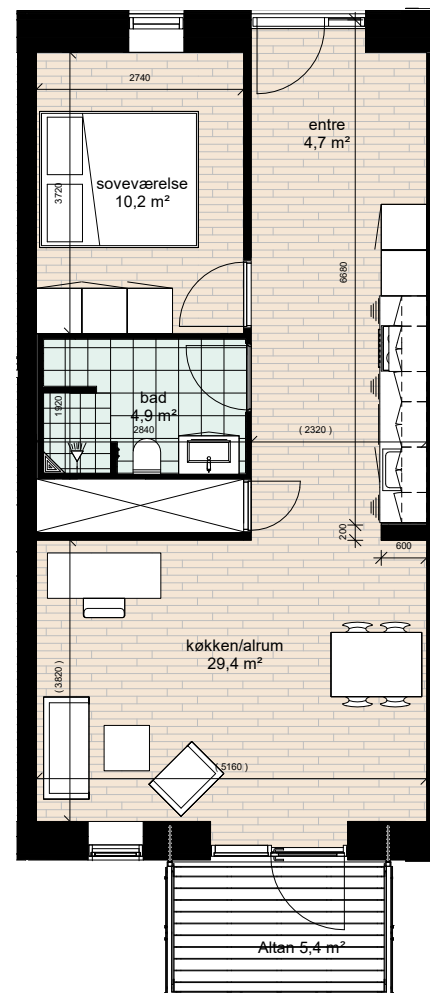 2740
entre
4,7 m²
soveværelse
10,2 m²
3720
6680
bad
4,9 m²
1920
2840
( 2320 )
200
600
køkken/alrum
29,4 m²
( 3820 )
( 5160 )
Altan 5,4 m²